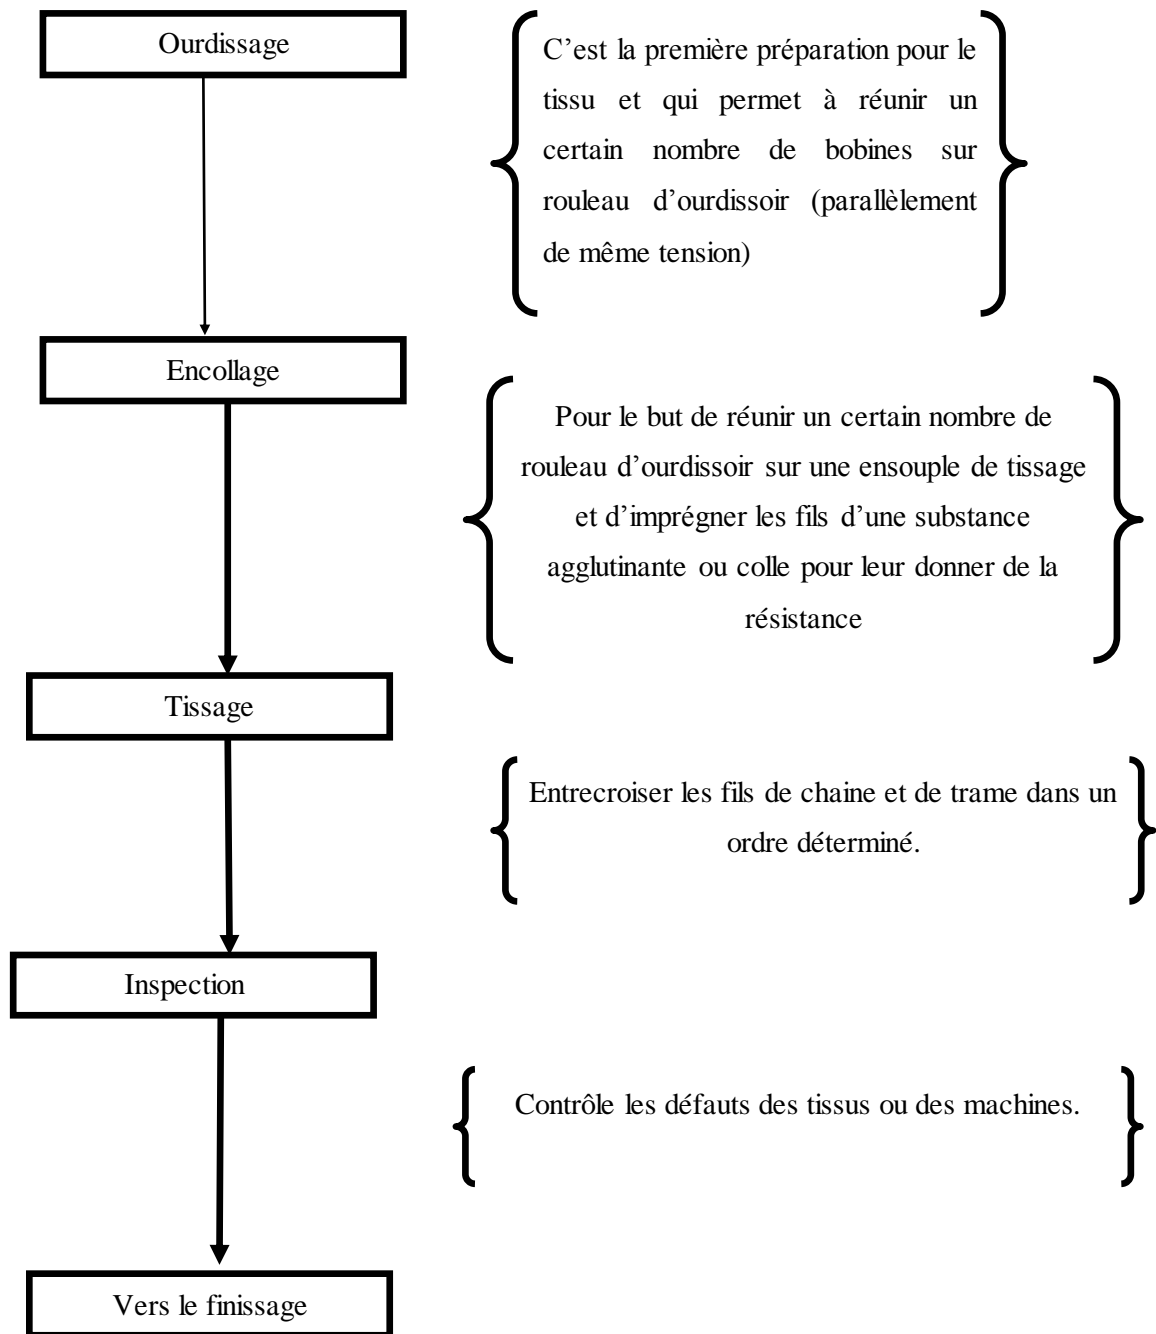 Ourdissage
C’est la première préparation pour le
tissu et qui permet à réunir un
certain nombre de bobines sur
rouleau d’ourdissoir (parallèlement
de même tension)
Encollage
Pour le but de réunir un certain nombre de
rouleau d’ourdissoir sur une ensouple de tissage
et d’imprégner les fils d’une substance
agglutinante ou colle pour leur donner de la
résistance
Tissage
Entrecroiser les fils de chaine et de trame dans un
ordre déterminé.
Inspection
Contrôle les défauts des tissus ou des machines.
Vers le finissage